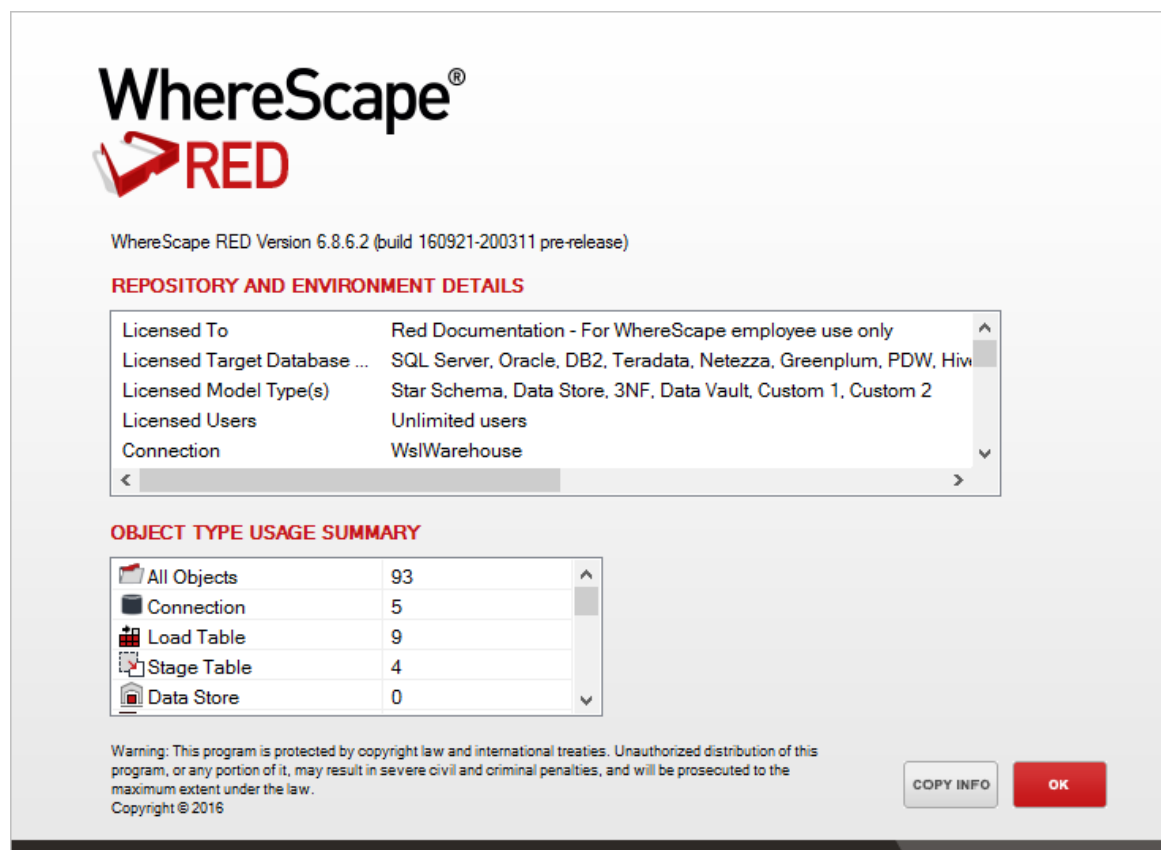 WhereScape®
RED
WhereScape RED Version 6.8.6.2 (build 160921-200311 pre-release)
REPOSITORY AND ENVIRONMENT DETAILS
Licensed To Red Documentation - For WhereScape employee use only
Licensed Target Database ... SQL Server, Oracle, DB2, Teradata, Netezza, Greenplum, PDW, Hive
Licensed Model Type(s) Star Schema, Data Store, 3NF, Data Vault, Custom 1, Custom 2
Licensed Users Unlimited users
Connection WslWarehouse
OBJECT TYPE USAGE SUMMARY
All Objects 93
Connection 5
Load Table 9
Stage Table 4
Data Store 0
Warning: This program is protected by copyright law and international treaties. Unauthorized distribution of this
program, or any portion of it, may result in severe civil and criminal penalties, and will be prosecuted to the
maximum extent under the law.
Copyright © 2016
COPY INFO OK